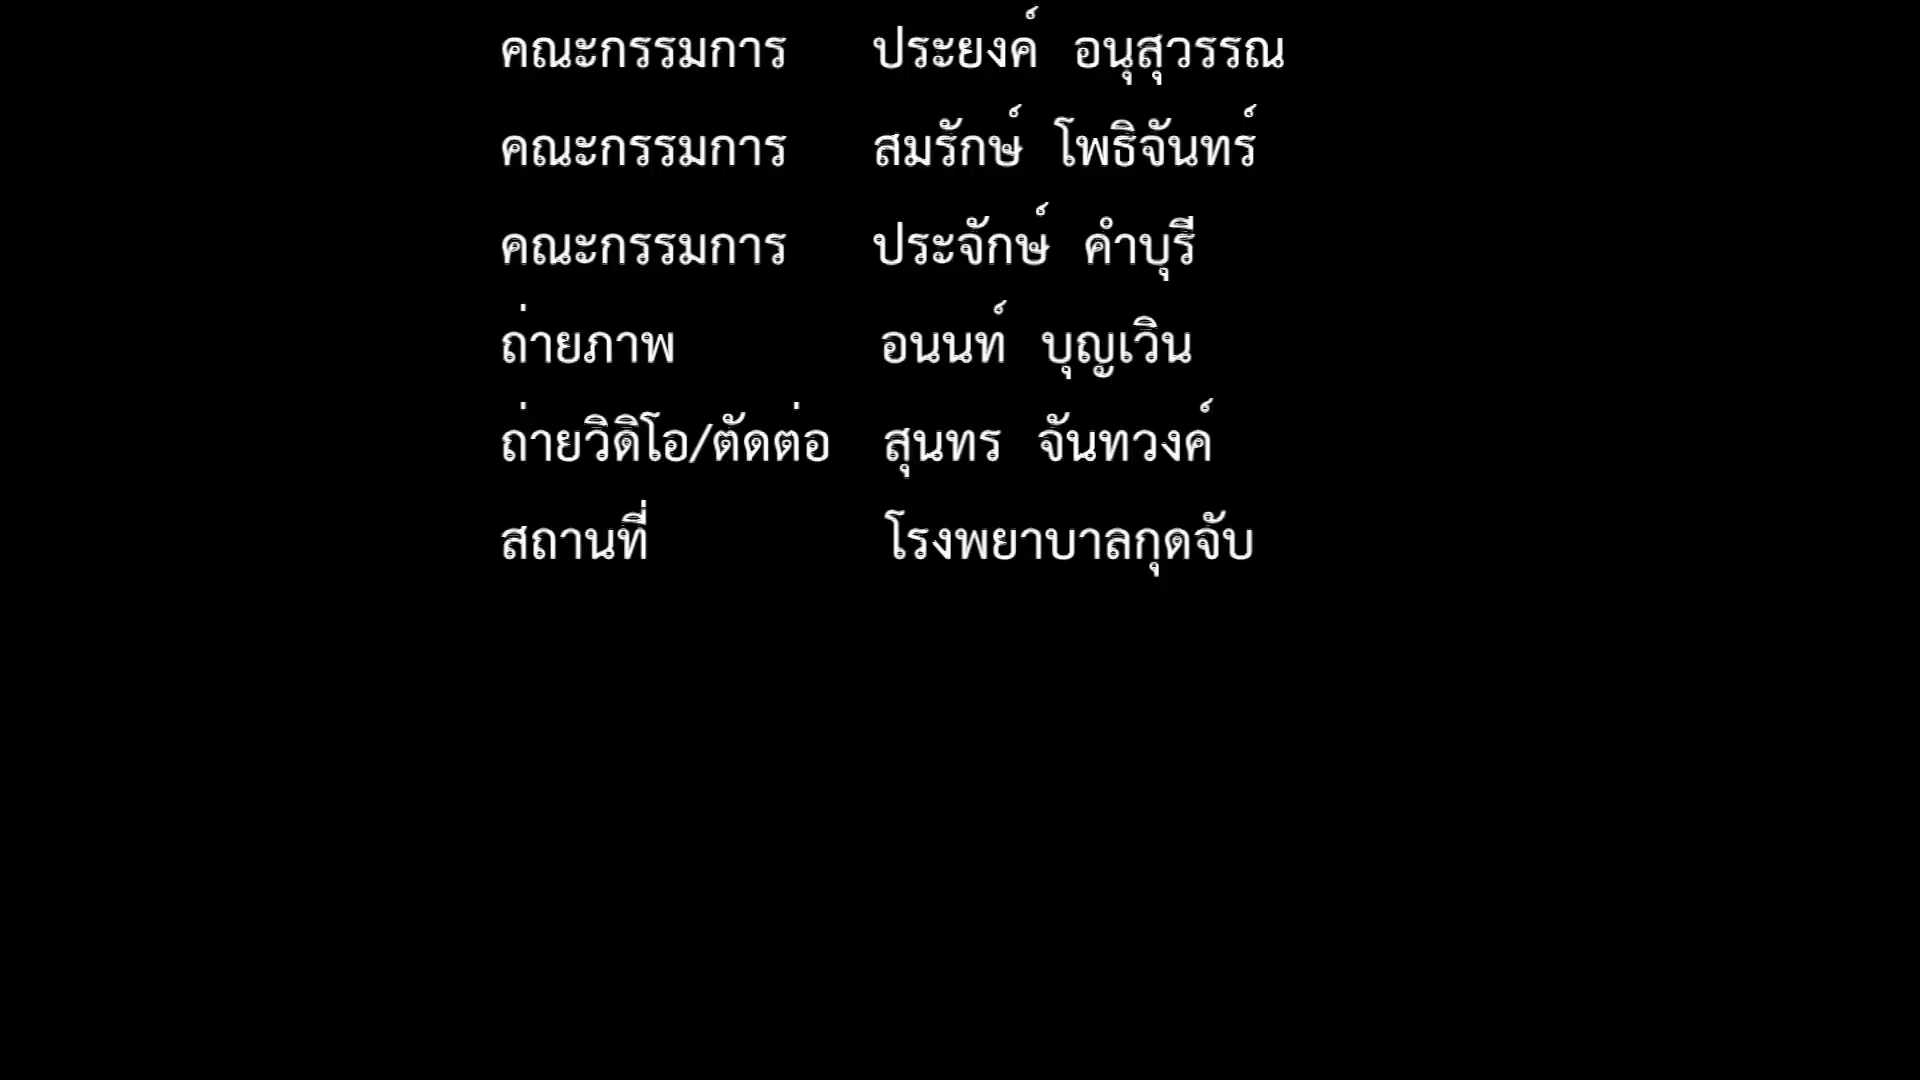 คณะกรรมการ ประยงค์ อนุสุวรรณ
คณะกรรมการ สมรักษ์ โพธิจันทร์
คณะกรรมการ ประจักษ์ คำบุรี
ถ่ายภาพ อนนท์ บุญเวิน
ถ่ายวิดิโอ/ตัดต่อ สุนทร จันทวงค์
สถานที่ โรงพยาบาลกุดจับ